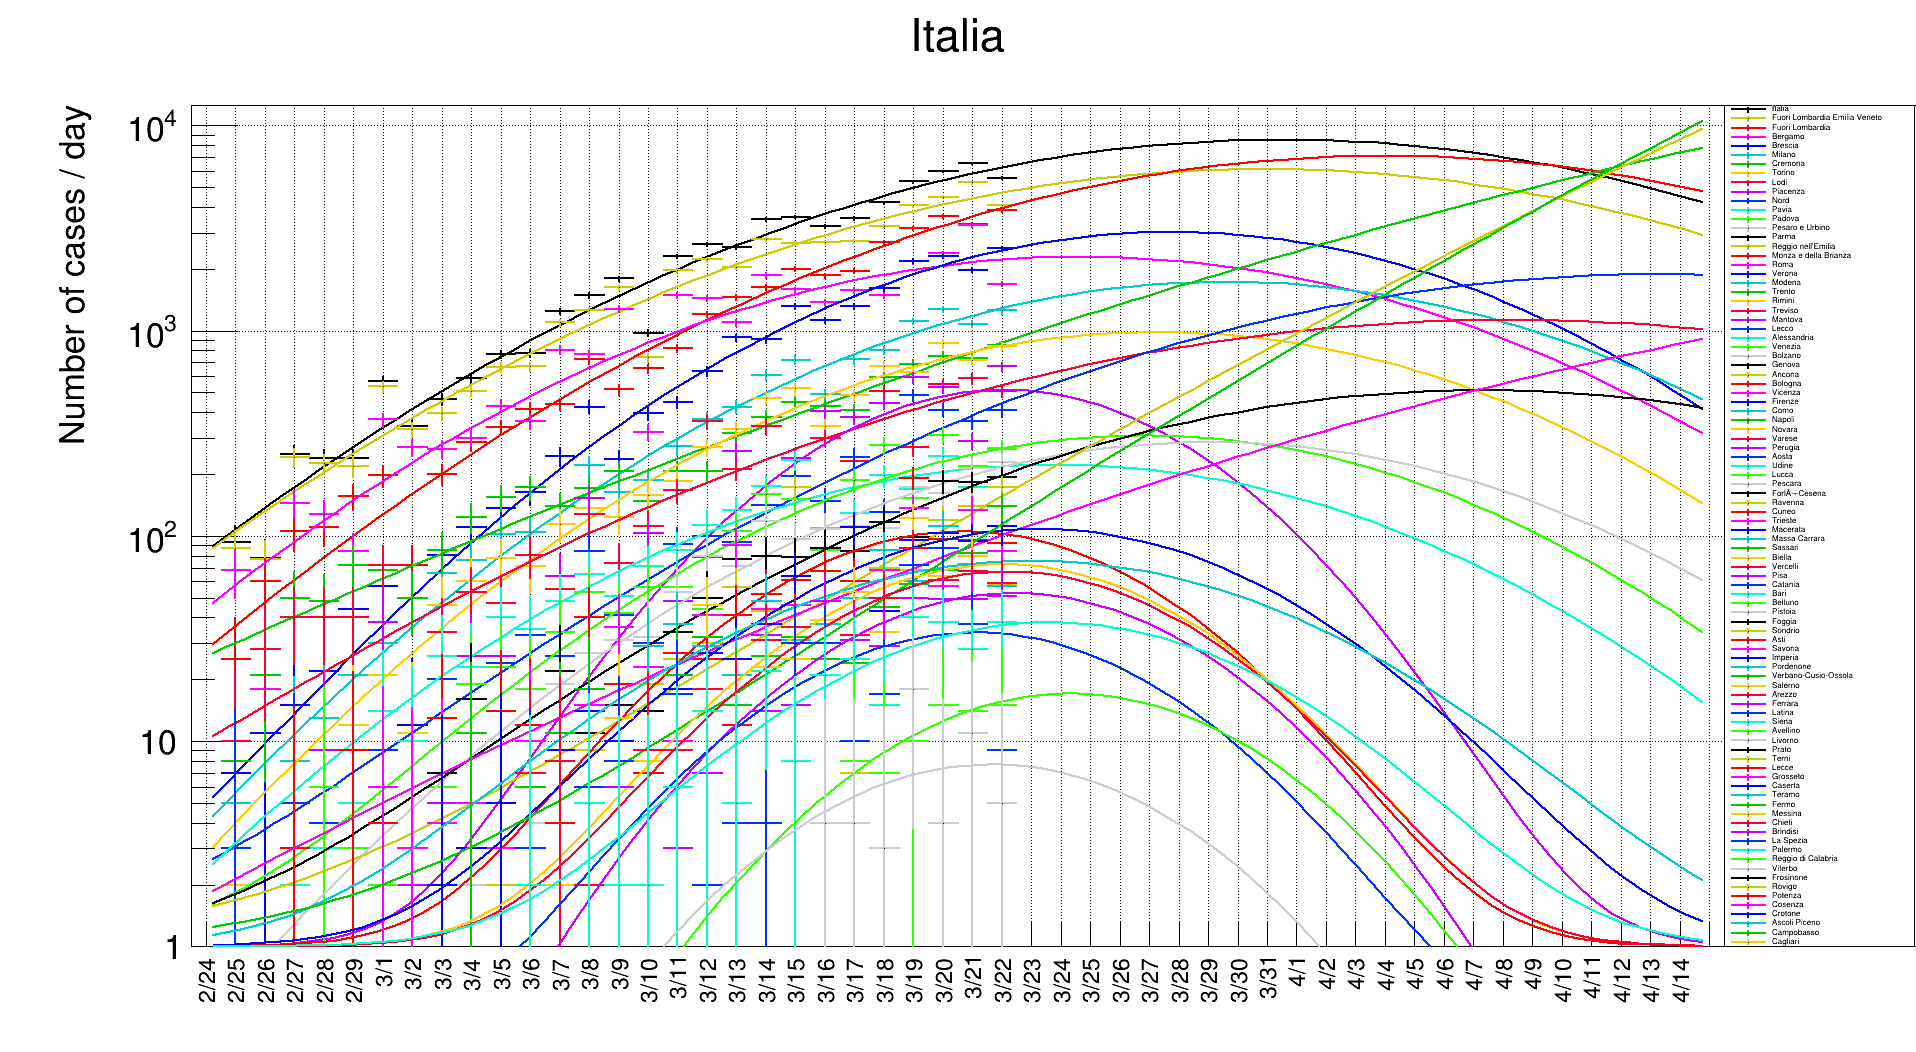 Italia
Number of cases / day
10⁴
10³
10²
10
1
2/24
2/25
2/26
2/27
2/28
2/29
3/1
3/2
3/3
3/4
3/5
3/6
3/7
3/8
3/9
3/10
3/11
3/12
3/13
3/14
3/15
3/16
3/17
3/18
3/19
3/20
3/21
3/22
3/23
3/24
3/25
3/26
3/27
3/28
3/29
3/30
3/31
4/1
4/2
4/3
4/4
4/5
4/6
4/7
4/8
4/9
4/10
4/11
4/12
4/13
4/14
Italia
Fuori Lombardia Emilia Veneto
Fuori Lombardia
Bergamo
Brescia
Milano
Cremona
Torino
Lodi
Piacenza
Nord
Pavia
Padova
Pesaro e Urbino
Parma
Reggio nell'Emilia
Monza e della Brianza
Roma
Verona
Modena
Trento
Rimini
Treviso
Mantova
Lecco
Alessandria
Venezia
Bolzano
Genova
Ancona
Bologna
Vicenza
Firenze
Como
Napoli
Novara
Varese
Perugia
Aosta
Udine
Lucca
Pescara
ForlÃ¬-Cesena
Ravenna
Cuneo
Trieste
Macerata
Massa Carrara
Sassari
Biella
Vercelli
Pisa
Catania
Bari
Belluno
Pistoia
Foggia
Sondrio
Asti
Savona
Imperia
Pordenone
Verbano-Cusio-Ossola
Salerno
Arezzo
Ferrara
Latina
Siena
Avellino
Livorno
Prato
Terni
Lecce
Grosseto
Caserta
Teramo
Fermo
Messina
Chieti
Brindisi
La Spezia
Palermo
Reggio di Calabria
Viterbo
Frosinone
Rovigo
Potenza
Cosenza
Crotone
Ascoli Piceno
Campobasso
Cagliari